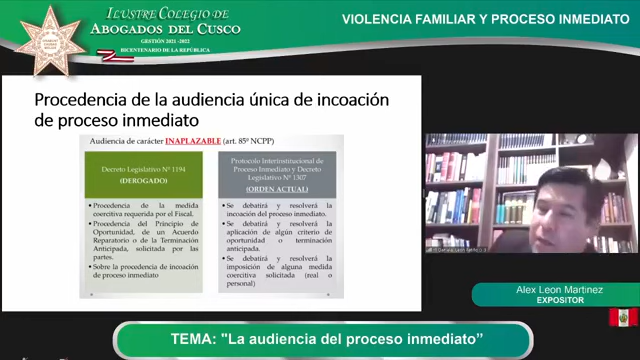 ILUSTRE COLEGIO DE
ABOGADOS DEL CUSCO
GESTIÓN 2021 -2022
BICENTENARIO DE LA REPÚBLICA
VIOLENCIA FAMILIAR Y PROCESO INMEDIATO
Procedencia de la audiencia única de incoación
de proceso inmediato
Audiencia de carácter INAPLAZABLE (art. 85º NCPP)
Decreto Legislativo Nº 1194
(DEROGADO)
• Procedencia de la medida
coercitiva requerida por el Fiscal.
• Procedencia del Principio de
Oportunidad, de un Acuerdo
Reparatorio o de la Terminación
Anticipada, solicitada por las
partes.
• Sobre la procedencia de incoación
de proceso inmediato
Protocolo Interinstitucional de
Proceso Inmediato y Decreto
Legislativo Nº 1307
(ORDEN ACTUAL)
• Se debatirá y resolverá la
incoación del proceso inmediato.
• Se debatirá y resolverá la
aplicación de algún criterio de
oportunidad o terminación
anticipada.
• Se debatirá y resolverá la
imposición de alguna medida
coercitiva solicitada (real o
personal)
Alex Leon Martinez
EXPOSITOR
TEMA: "La audiencia del proceso inmediato”